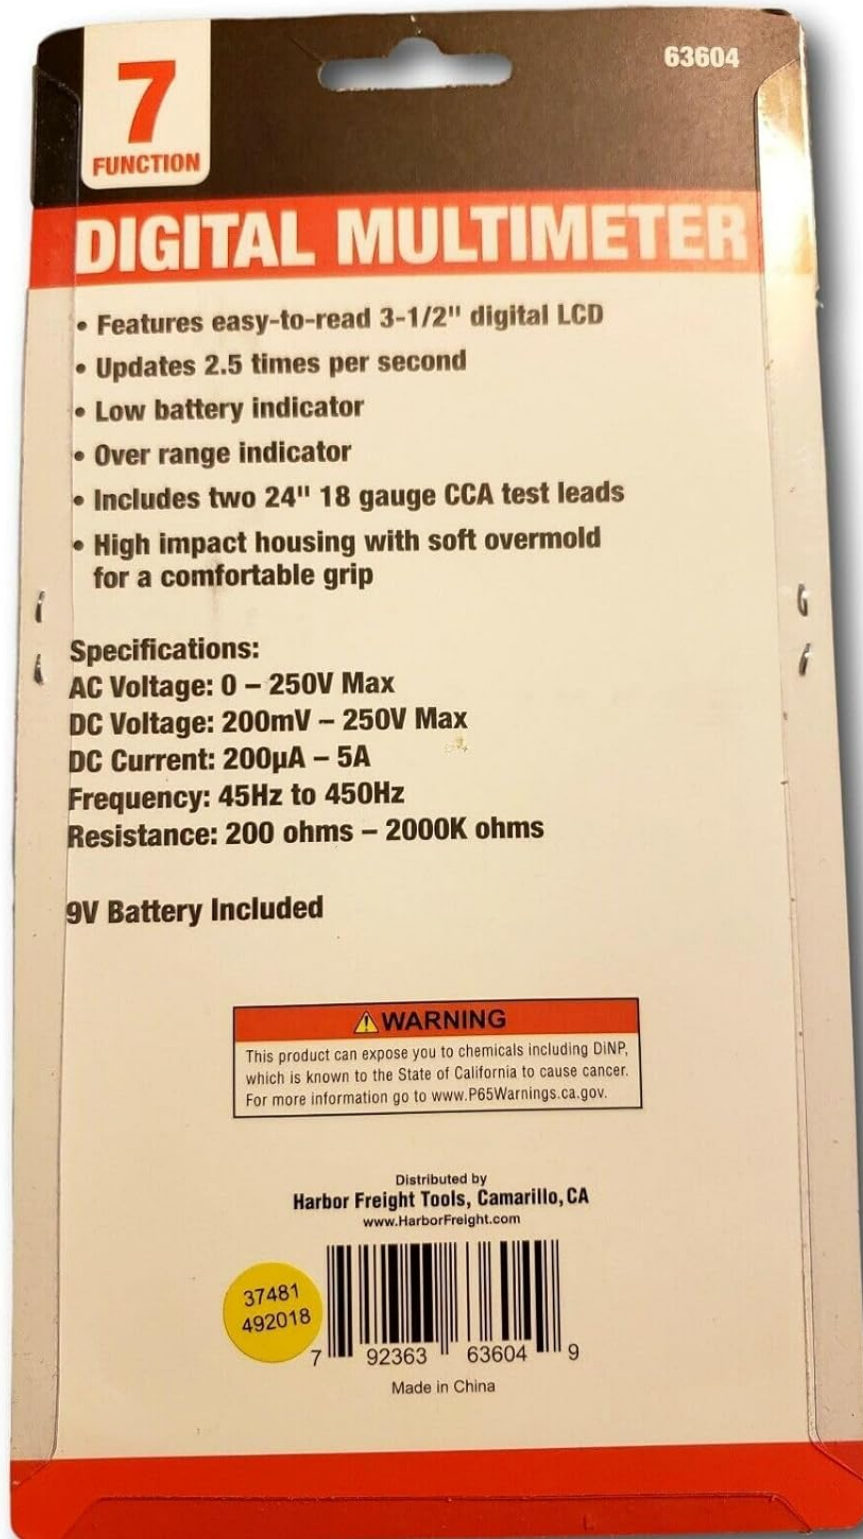 7
FUNCTION
63604
DIGITAL MULTIMETER
• Features easy-to-read 3-1/2" digital LCD
• Updates 2.5 times per second
• Low battery indicator
• Over range indicator
• Includes two 24" 18 gauge CCA test leads
• High impact housing with soft overmold
for a comfortable grip
Specifications:
AC Voltage: 0 – 250V Max
DC Voltage: 200mV – 250V Max
DC Current: 200µA – 5A
Frequency: 45Hz to 450Hz
Resistance: 200 ohms – 2000K ohms
9V Battery Included
⚠WARNING
This product can expose you to chemicals including DiNP,
which is known to the State of California to cause cancer.
For more information go to www.P65Warnings.ca.gov.
Distributed by
Harbor Freight Tools, Camarillo, CA
www.HarborFreight.com
37481
492018
7 92363 63604 9
Made in China